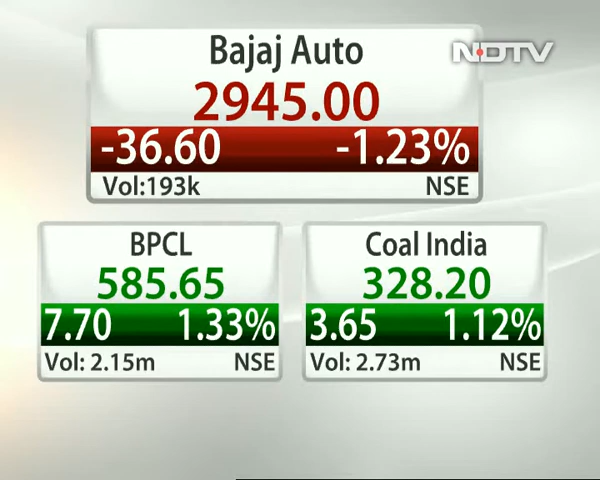 NDTV
Bajaj Auto
2945.00
-36.60 -1.23%
Vol:193k NSE
BPCL
585.65
7.70 1.33%
Vol: 2.15m NSE
Coal India
328.20
3.65 1.12%
Vol: 2.73m NSE